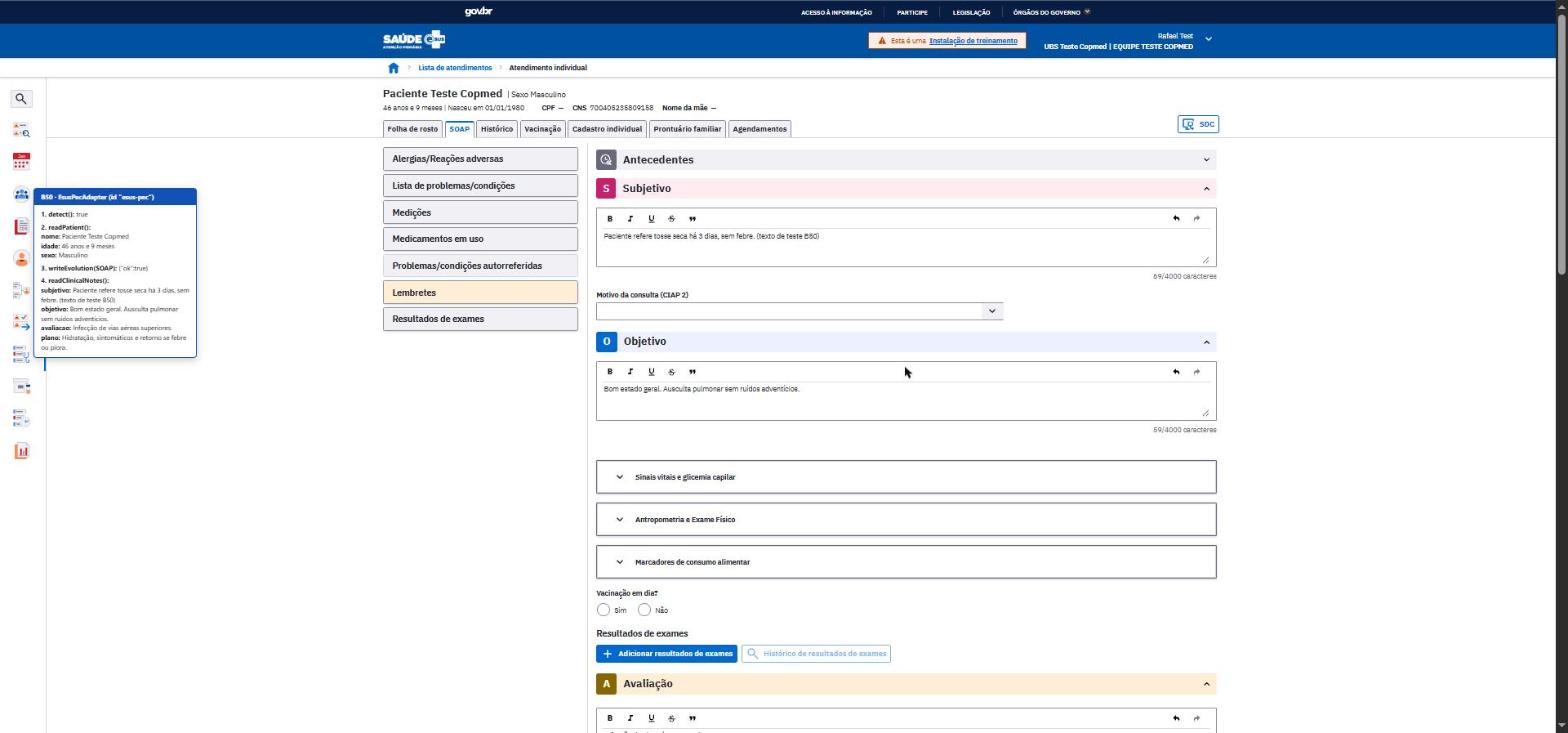 gov.br
ACESSO À INFORMAÇÃO
PARTICIPE
LEGISLAÇÃO
ÓRGÃOS DO GOVERNO
SAÚDE e-SUS
ATENÇÃO PRIMÁRIA
Esta é uma Instalação de treinamento
Rafael Test
UBS Teste Copmed | EQUIPE TESTE COPMED
Lista de atendimentos
Atendimento individual
Paciente Teste Copmed | Sexo Masculino
46 anos e 9 meses | Nasceu em 01/01/1980 CPF — CNS 700405235809158 Nome da mãe —
Folha de rosto
SOAP
Histórico
Vacinação
Cadastro individual
Prontuário familiar
Agendamentos
SDC
B50 - EsusPecAdapter (id "esus-pec")
1. detect(): true
2. readPatient():
nome: Paciente Teste Copmed
idade: 46 anos e 9 meses
sexo: Masculino
3. writeEvolution(SOAP): {"ok":true}
4. readClinicalNotes():
subjetivo: Paciente refere tosse seca há 3 dias, sem
febre. (texto de teste B50)
objetivo: Bom estado geral. Ausculta pulmonar
sem ruídos adventícios.
avaliacao: Infecção de vias aéreas superiores.
plano: Hidratação, sintomáticos e retorno se febre
ou piora.
Alergias/Reações adversas
Lista de problemas/condições
Medições
Medicamentos em uso
Problemas/condições autorreferidas
Lembretes
Resultados de exames
Antecedentes
S Subjetivo
B I U S ❞
Paciente refere tosse seca há 3 dias, sem febre. (texto de teste B50)
69/4000 caracteres
Motivo da consulta (CIAP 2)
O Objetivo
B I U S ❞
Bom estado geral. Ausculta pulmonar sem ruídos adventícios.
59/4000 caracteres
Sinais vitais e glicemia capilar
Antropometria e Exame Físico
Marcadores de consumo alimentar
Vacinação em dia?
Sim
Não
Resultados de exames
+ Adicionar resultados de exames
Histórico de resultados de exames
A Avaliação
B I U S ❞